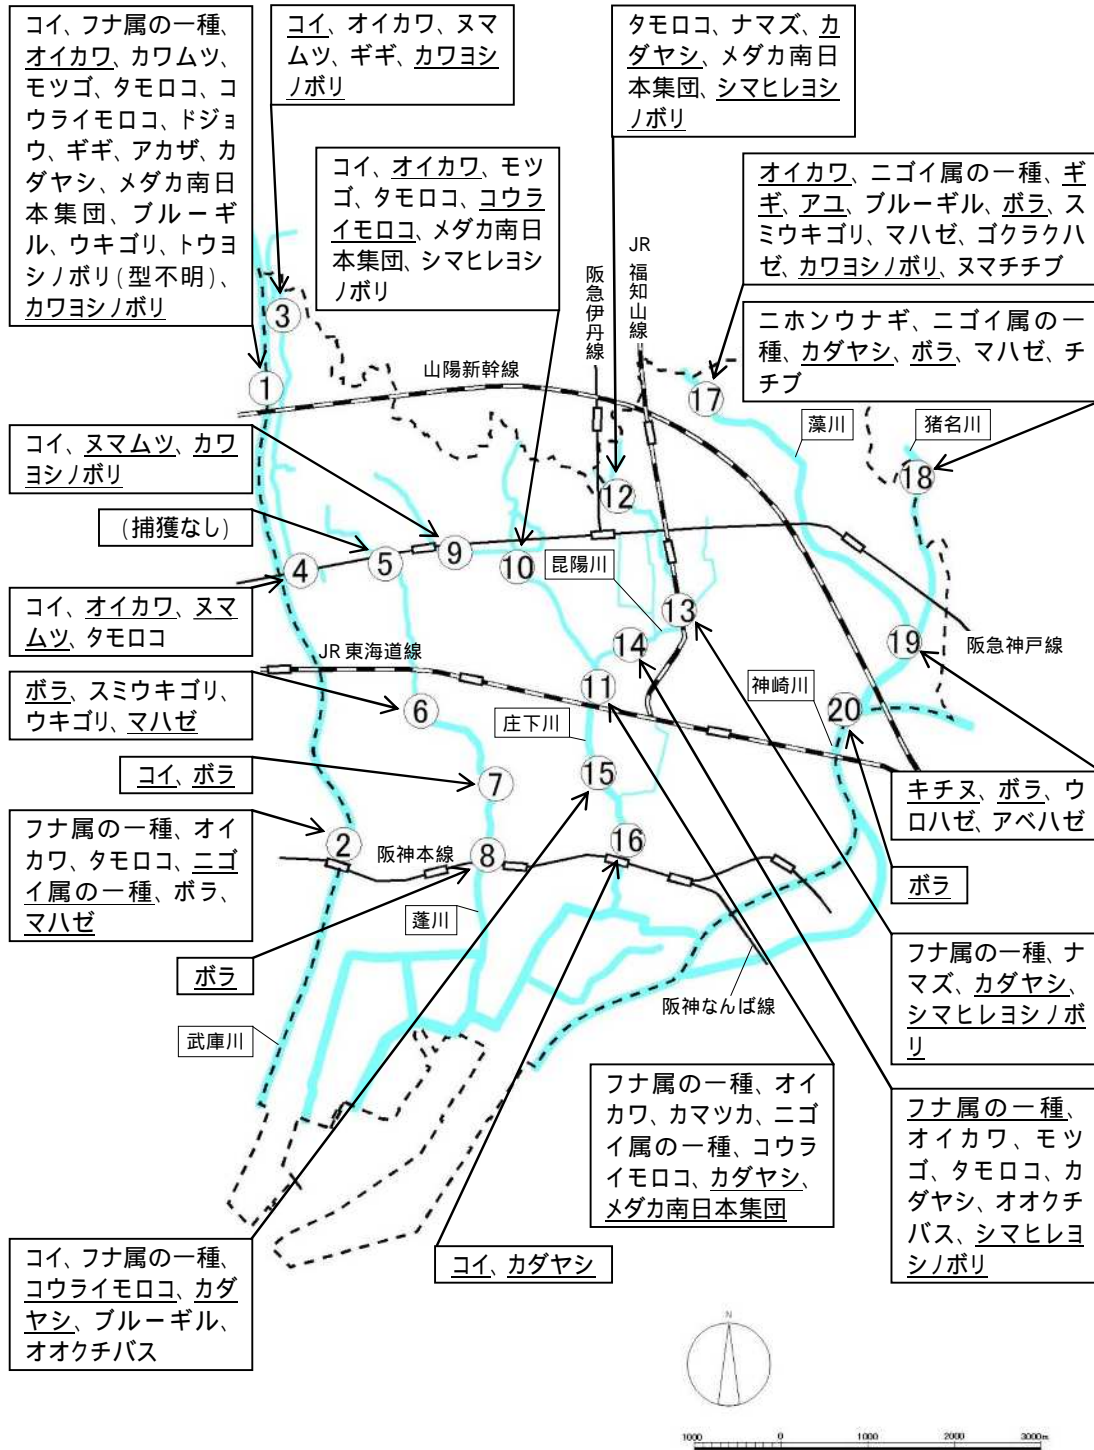 コイ、フナ属の一種、
オイカワ、カワムツ、
モツゴ、タモロコ、コ
ウライモロコ、ドジョ
ウ、ギギ、アカザ、カ
ダヤシ、メダカ南日
本集団、ブルーギ
ル、ウキゴリ、トウヨ
シノボリ(型不明)、
カワヨシノボリ
コイ、オイカワ、ヌマ
ムツ、ギギ、カワヨシ
ノボリ
タモロコ、ナマズ、カ
ダヤシ、メダカ南日
本集団、シマヒレヨシ
ノボリ
コイ、オイカワ、モツ
ゴ、タモロコ、コウラ
イモロコ、メダカ南日
本集団、シマヒレヨシ
ノボリ
オイカワ、ニゴイ属の一種、ギ
ギ、アユ、ブルーギル、ボラ、ス
ミウキゴリ、マハゼ、ゴクラクハ
ゼ、カワヨシノボリ、ヌマチチブ
ニホンウナギ、ニゴイ属の一
種、カダヤシ、ボラ、マハゼ、チ
チブ
阪急伊丹線
JR福知山線
山陽新幹線
3
1
17
藻川
猪名川
18
12
コイ、ヌマムツ、カワ
ヨシノボリ
(捕獲なし)
4
5
9
10
昆陽川
13
14
19
阪急神戸線
コイ、オイカワ、ヌマ
ムツ、タモロコ
JR東海道線
ボラ、スミウキゴリ、
ウキゴリ、マハゼ
6
11
庄下川
神崎川
20
コイ、ボラ
7
15
キチヌ、ボラ、ウ
ロハゼ、アベハゼ
フナ属の一種、オイ
カワ、タモロコ、ニゴ
イ属の一種、ボラ、
マハゼ
2
阪神本線
8
16
ボラ
蓬川
ボラ
武庫川
阪神なんば線
フナ属の一種、ナ
マズ、カダヤシ、
シマヒレヨシノボ
リ
フナ属の一種、オイ
カワ、カマツカ、ニゴ
イ属の一種、コウラ
イモロコ、カダヤシ、
メダカ南日本集団
フナ属の一種、
オイカワ、モツ
ゴ、タモロコ、カ
ダヤシ、オオクチ
バス、シマヒレヨ
シノボリ
コイ、フナ属の一種、
コウライモロコ、カダ
ヤシ、ブルーギル、
オオクチバス
コイ、カダヤシ
N
1000 0 1000 2000 3000m